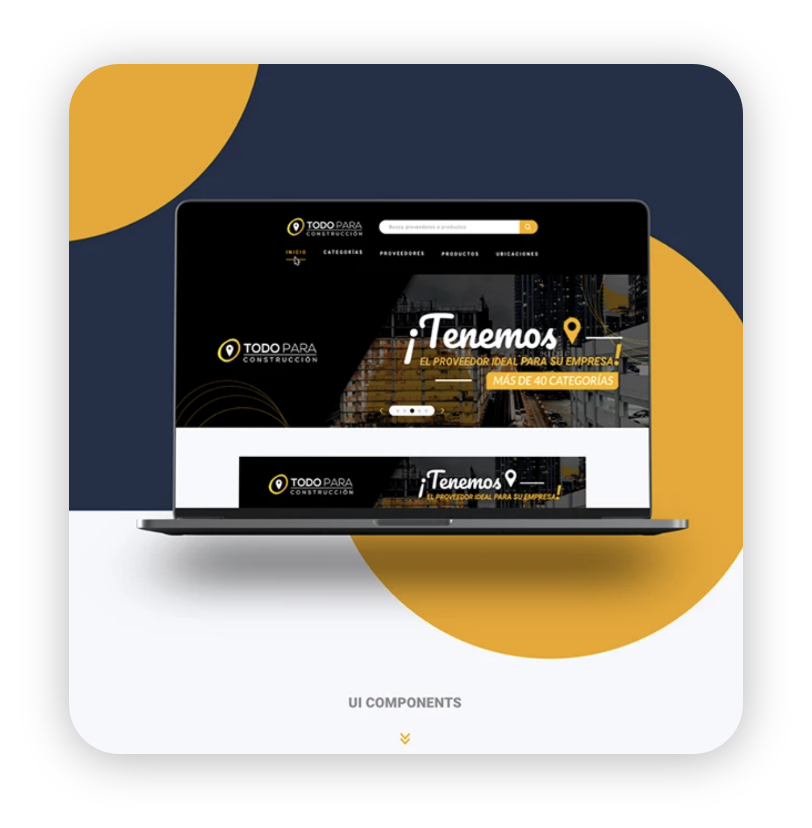 TODO PARA
CONSTRUCCIÓN
Busca proveedores o productos
INICIO CATEGORÍAS PROVEEDORES PRODUCTOS UBICACIONES
TODO PARA
CONSTRUCCIÓN
¡Tenemos
EL PROVEEDOR IDEAL PARA SU EMPRESA!
MÁS DE 40 CATEGORÍAS
TODO PARA
CONSTRUCCIÓN
¡Tenemos
EL PROVEEDOR IDEAL PARA SU EMPRESA!
UI COMPONENTS